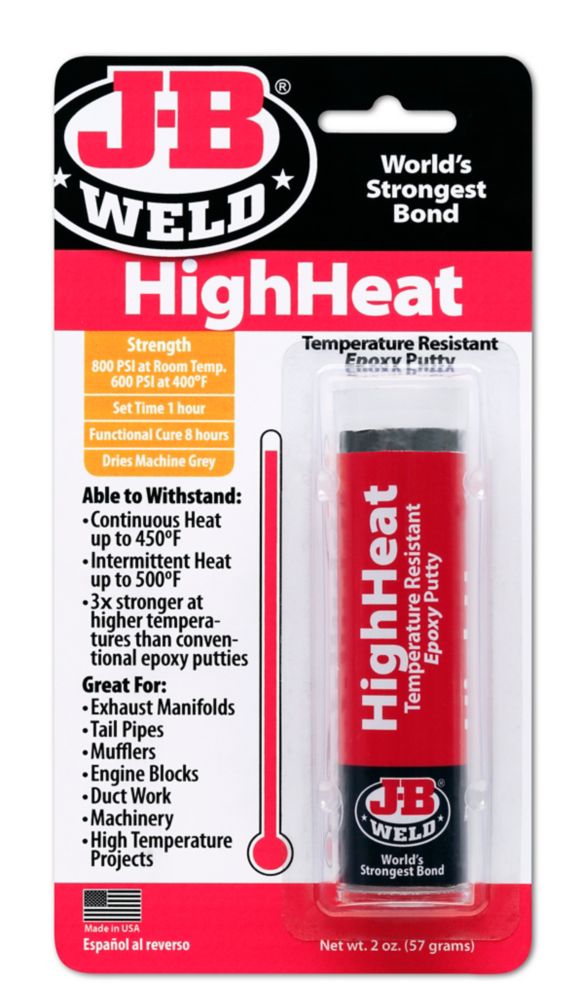 J-B
WELD
®
World's
Strongest
Bond
HighHeat
Strength
800 PSI at Room Temp.
600 PSI at 400°F
Set Time 1 hour
Functional Cure 8 hours
Dries Machine Grey
Temperature Resistant
Epoxy Putty
Able to Withstand:
•Continuous Heat
up to 450°F
•Intermittent Heat
up to 500°F
•3x stronger at
higher tempera-
tures than conven-
tional epoxy putties
Great For:
•Exhaust Manifolds
•Tail Pipes
•Mufflers
•Engine Blocks
•Duct Work
•Machinery
•High Temperature
Projects
HighHeat
Temperature Resistant
Epoxy Putty
J-B
WELD
®
World's
Strongest Bond
Made in USA
Español al reverso
Net wt. 2 oz. (57 grams)